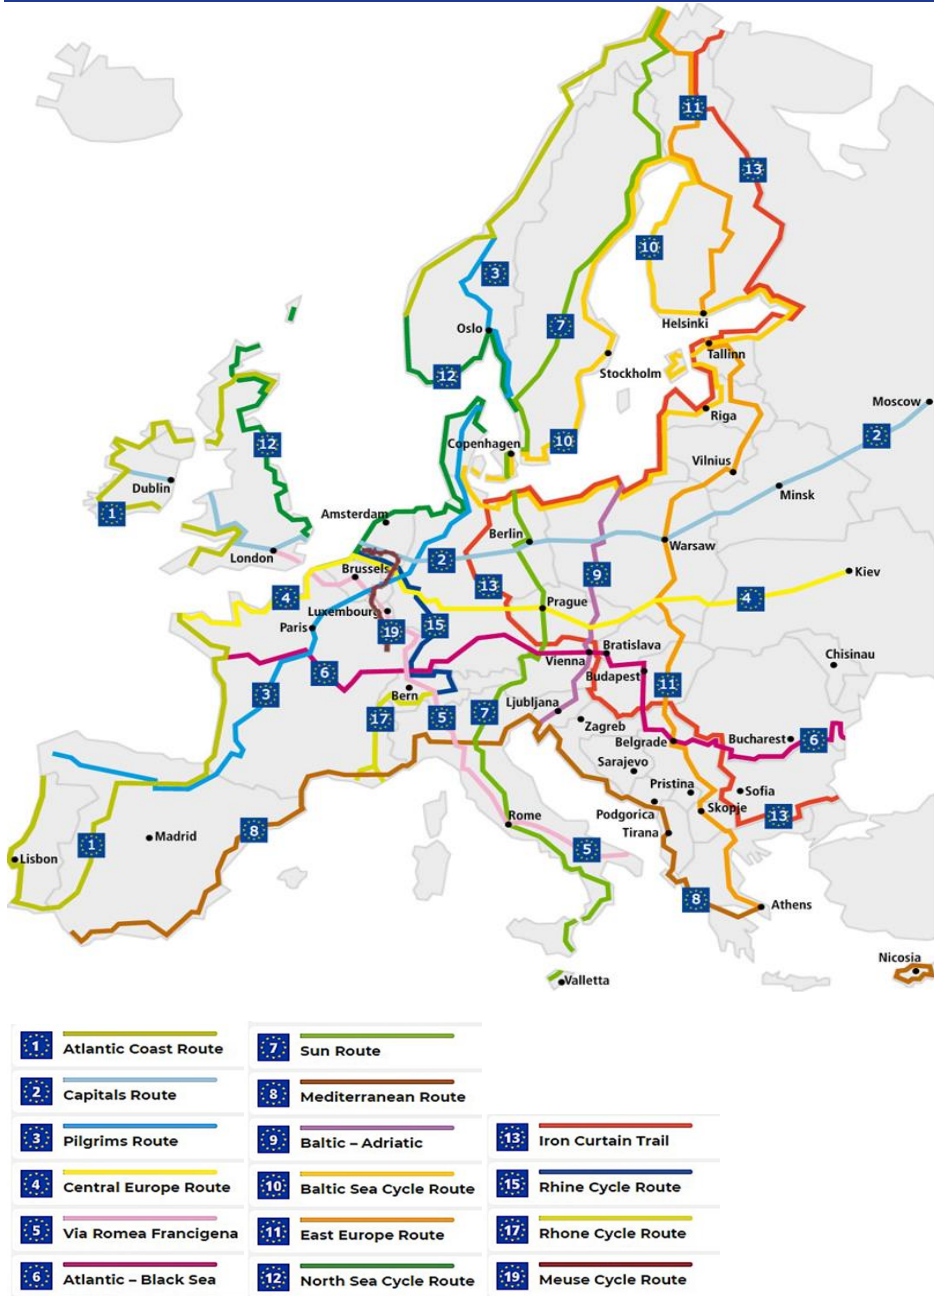 11
13
10
3
7
Oslo
Helsinki
Tallinn
12
Stockholm
Riga
Moscow
2
12
Copenhagen
10
Vilnius
Minsk
Dublin
1
Amsterdam
London
Berlin
Warsaw
Brussels
2
9
13
4
Kiev
4
Luxembourg
Prague
Paris
19
15
Bratislava
Vienna
Chisinau
6
Budapest
Bern
3
11
17
5
7
Ljubljana
Zagreb
Belgrade
Bucharest
6
Sarajevo
Pristina
Sofia
Podgorica
Skopje
Rome
13
Tirana
8
Madrid
1
Lisbon
5
8
Athens
Nicosia
Valletta
1 Atlantic Coast Route
2 Capitals Route
3 Pilgrims Route
4 Central Europe Route
5 Via Romea Francigena
6 Atlantic – Black Sea
7 Sun Route
8 Mediterranean Route
9 Baltic – Adriatic
10 Baltic Sea Cycle Route
11 East Europe Route
12 North Sea Cycle Route
13 Iron Curtain Trail
15 Rhine Cycle Route
17 Rhone Cycle Route
19 Meuse Cycle Route